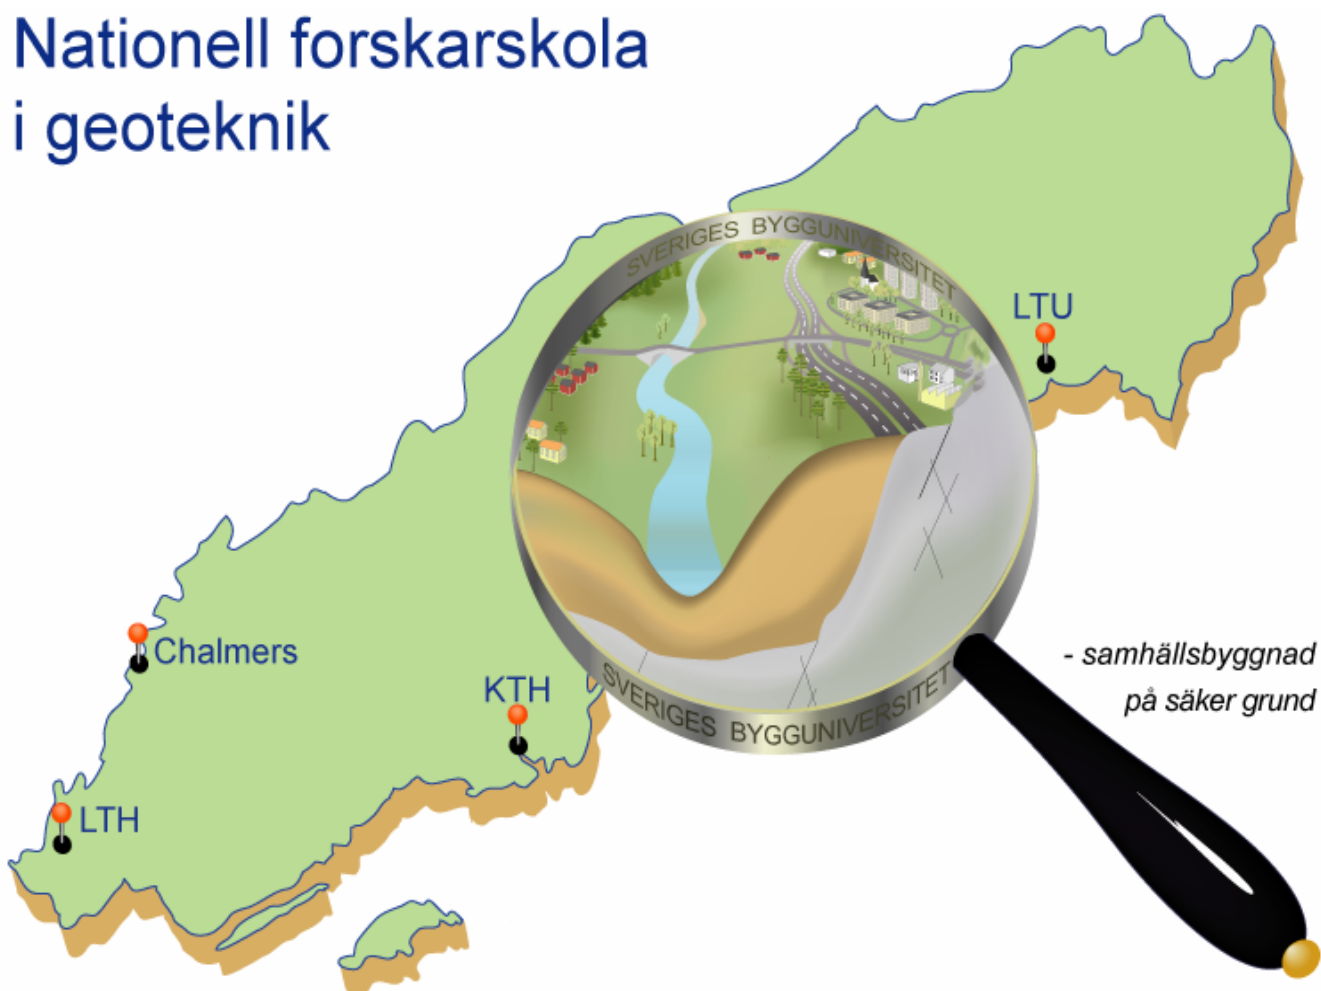 Nationell forskarskola
i geoteknik
SVERIGES BYGGUNIVERSITET
LTU
Chalmers
- samhällsbyggnad
på säker grund
KTH
SVERIGES BYGGUNIVERSITET
LTH